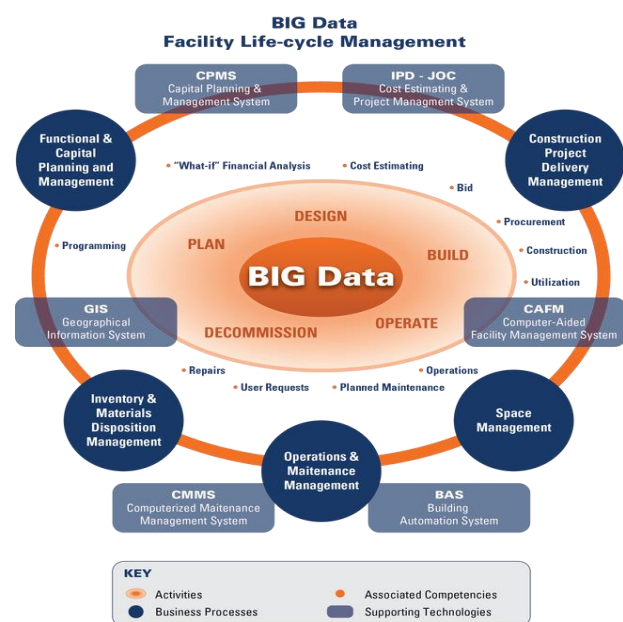 BIG Data
Facility Life-cycle Management
CPMS
Capital Planning &
Management System
IPD - JOC
Cost Estimating &
Project Managment System
Functional &
Capital
Planning and
Management
Construction
Project
Delivery
Management
• "What-if" Financial Analysis
• Cost Estimating
• Bid
• Procurement
• Construction
• Utilization
• Programming
DESIGN
PLAN
BUILD
BIG Data
DECOMMISSION
OPERATE
GIS
Geographical
Information System
CAFM
Computer-Aided
Facility Management System
• Repairs
• User Requests
• Planned Maintenance
• Operations
Inventory &
Materials
Disposition
Management
Operations &
Maitenance
Management
Space
Management
CMMS
Computerized Maitenance
Management System
BAS
Building
Automation System
KEY
Activities
Business Processes
Associated Competencies
Supporting Technologies